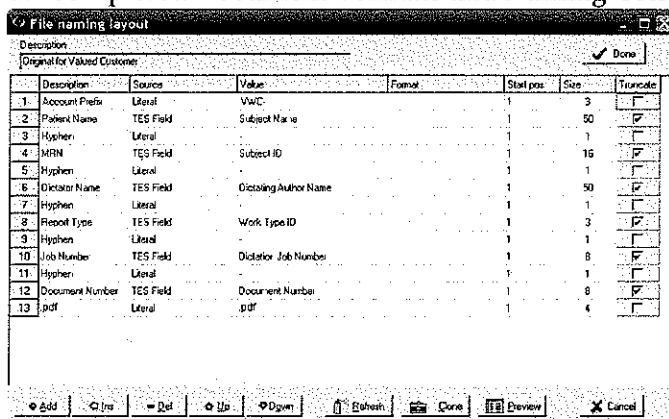 File naming layout
Description
Original for Valued Customer
Done
Description Source Value Format Start pos Size Truncate
1 Account Prefix Literal VWC- 1 3
2 Patient Name TES Field Subject Name 1 50
3 Hyphen Literal - 1 1
4 MRN TES Field Subject ID 1 16
5 Hyphen Literal - 1 1
6 Dictator Name TES Field Dictating Author Name 1 50
7 Hyphen Literal - 1 1
8 Report Type TES Field Work Type ID 1 3
9 Hyphen Literal - 1 1
10 Job Number TES Field Dictation Job Number 1 8
11 Hyphen Literal - 1 1
12 Document Number TES Field Document Number 1 8
13 .pdf Literal .pdf 1 4
Add Ins Del Up Down Refresh Clone Preview Cancel